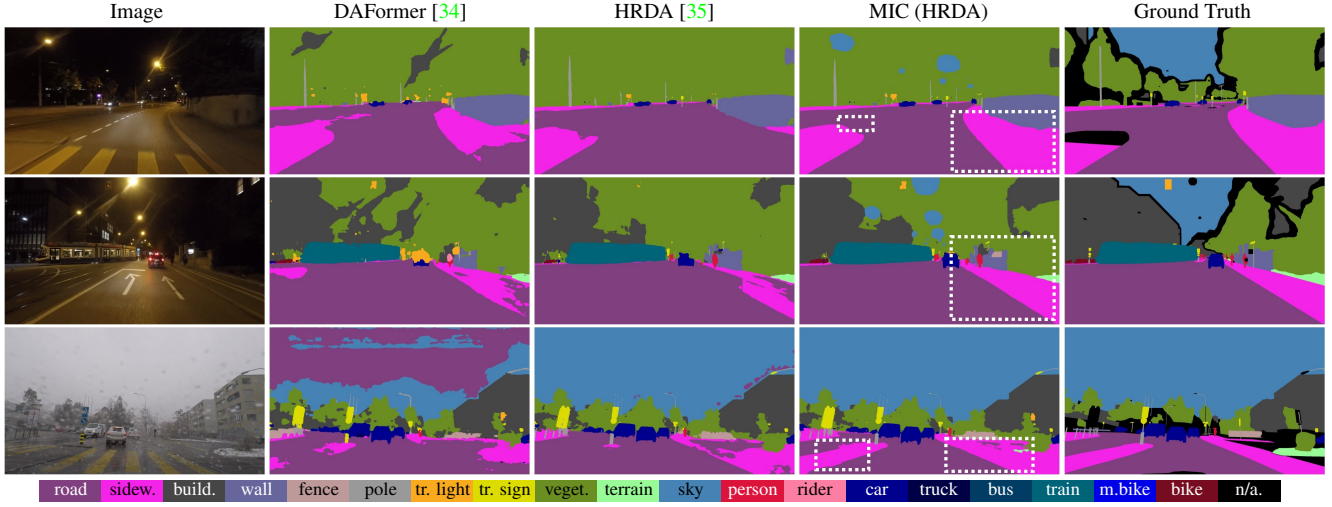 Image DAFormer [34] HRDA [35] MIC (HRDA) Ground Truth
road sidew. build. wall fence pole tr. light tr. sign veget. terrain sky person rider car truck bus train m.bike bike n/a.